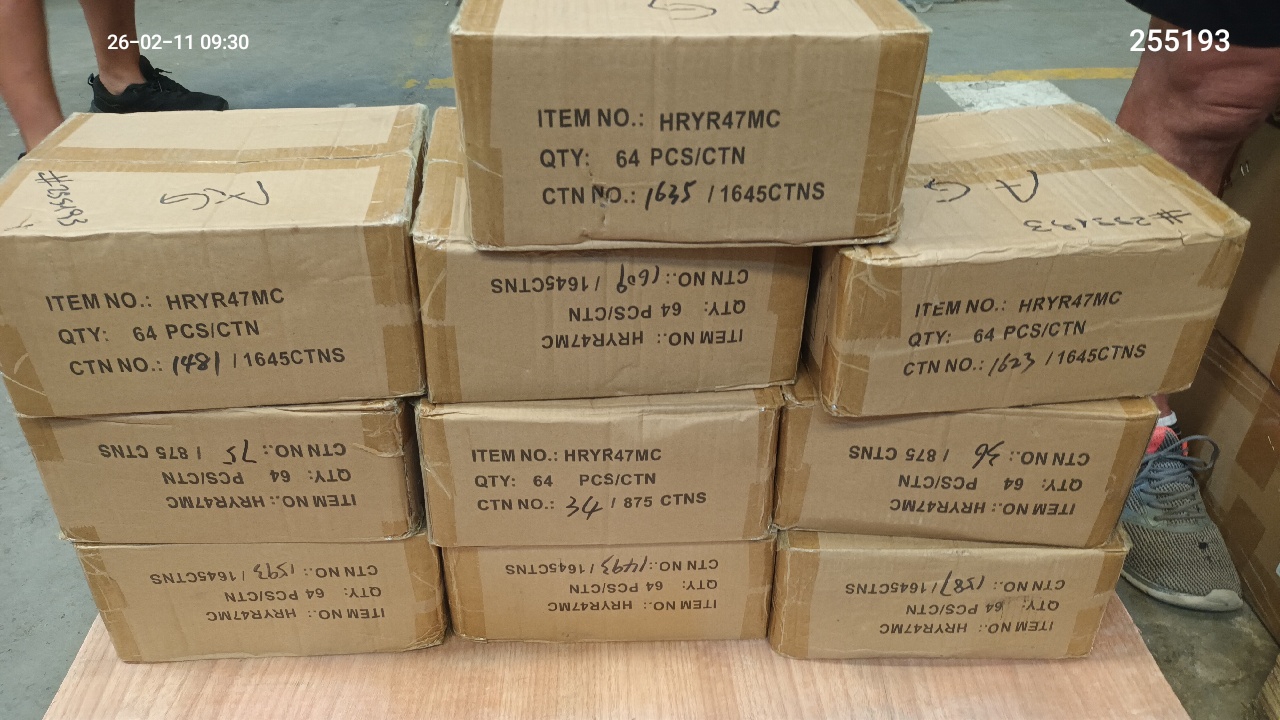 26-02-11 09:30
255193
A G
ITEM NO.: HRYR47MC
QTY: 64 PCS/CTN
CTN NO.: 1635 / 1645CTNS
#255193
A G
ITEM NO.: HRYR47MC
QTY: 64 PCS/CTN
CTN NO.: 1481 / 1645CTNS
ITEM NO.: HRYR47MC
QTY: 64 PCS/CTN
CTN NO.: 1609 / 1645CTNS
A G
#255193
ITEM NO.: HRYR47MC
QTY: 64 PCS/CTN
CTN NO.: 1623 / 1645CTNS
ITEM NO.: HRYR47MC
QTY: 64 PCS/CTN
CTN NO.: 75 / 875 CTNS
ITEM NO.: HRYR47MC
QTY: 64 PCS/CTN
CTN NO.: 34 / 875 CTNS
ITEM NO.: HRYR47MC
QTY: 64 PCS/CTN
CTN NO.: 96 / 875 CTNS
ITEM NO.: HRYR47MC
QTY: 64 PCS/CTN
CTN NO.: 1593 / 1645CTNS
ITEM NO.: HRYR47MC
QTY: 64 PCS/CTN
CTN NO.: 1493 / 1645CTNS
ITEM NO.: HRYR47MC
QTY: 64 PCS/CTN
CTN NO.: 1587 / 1645CTNS